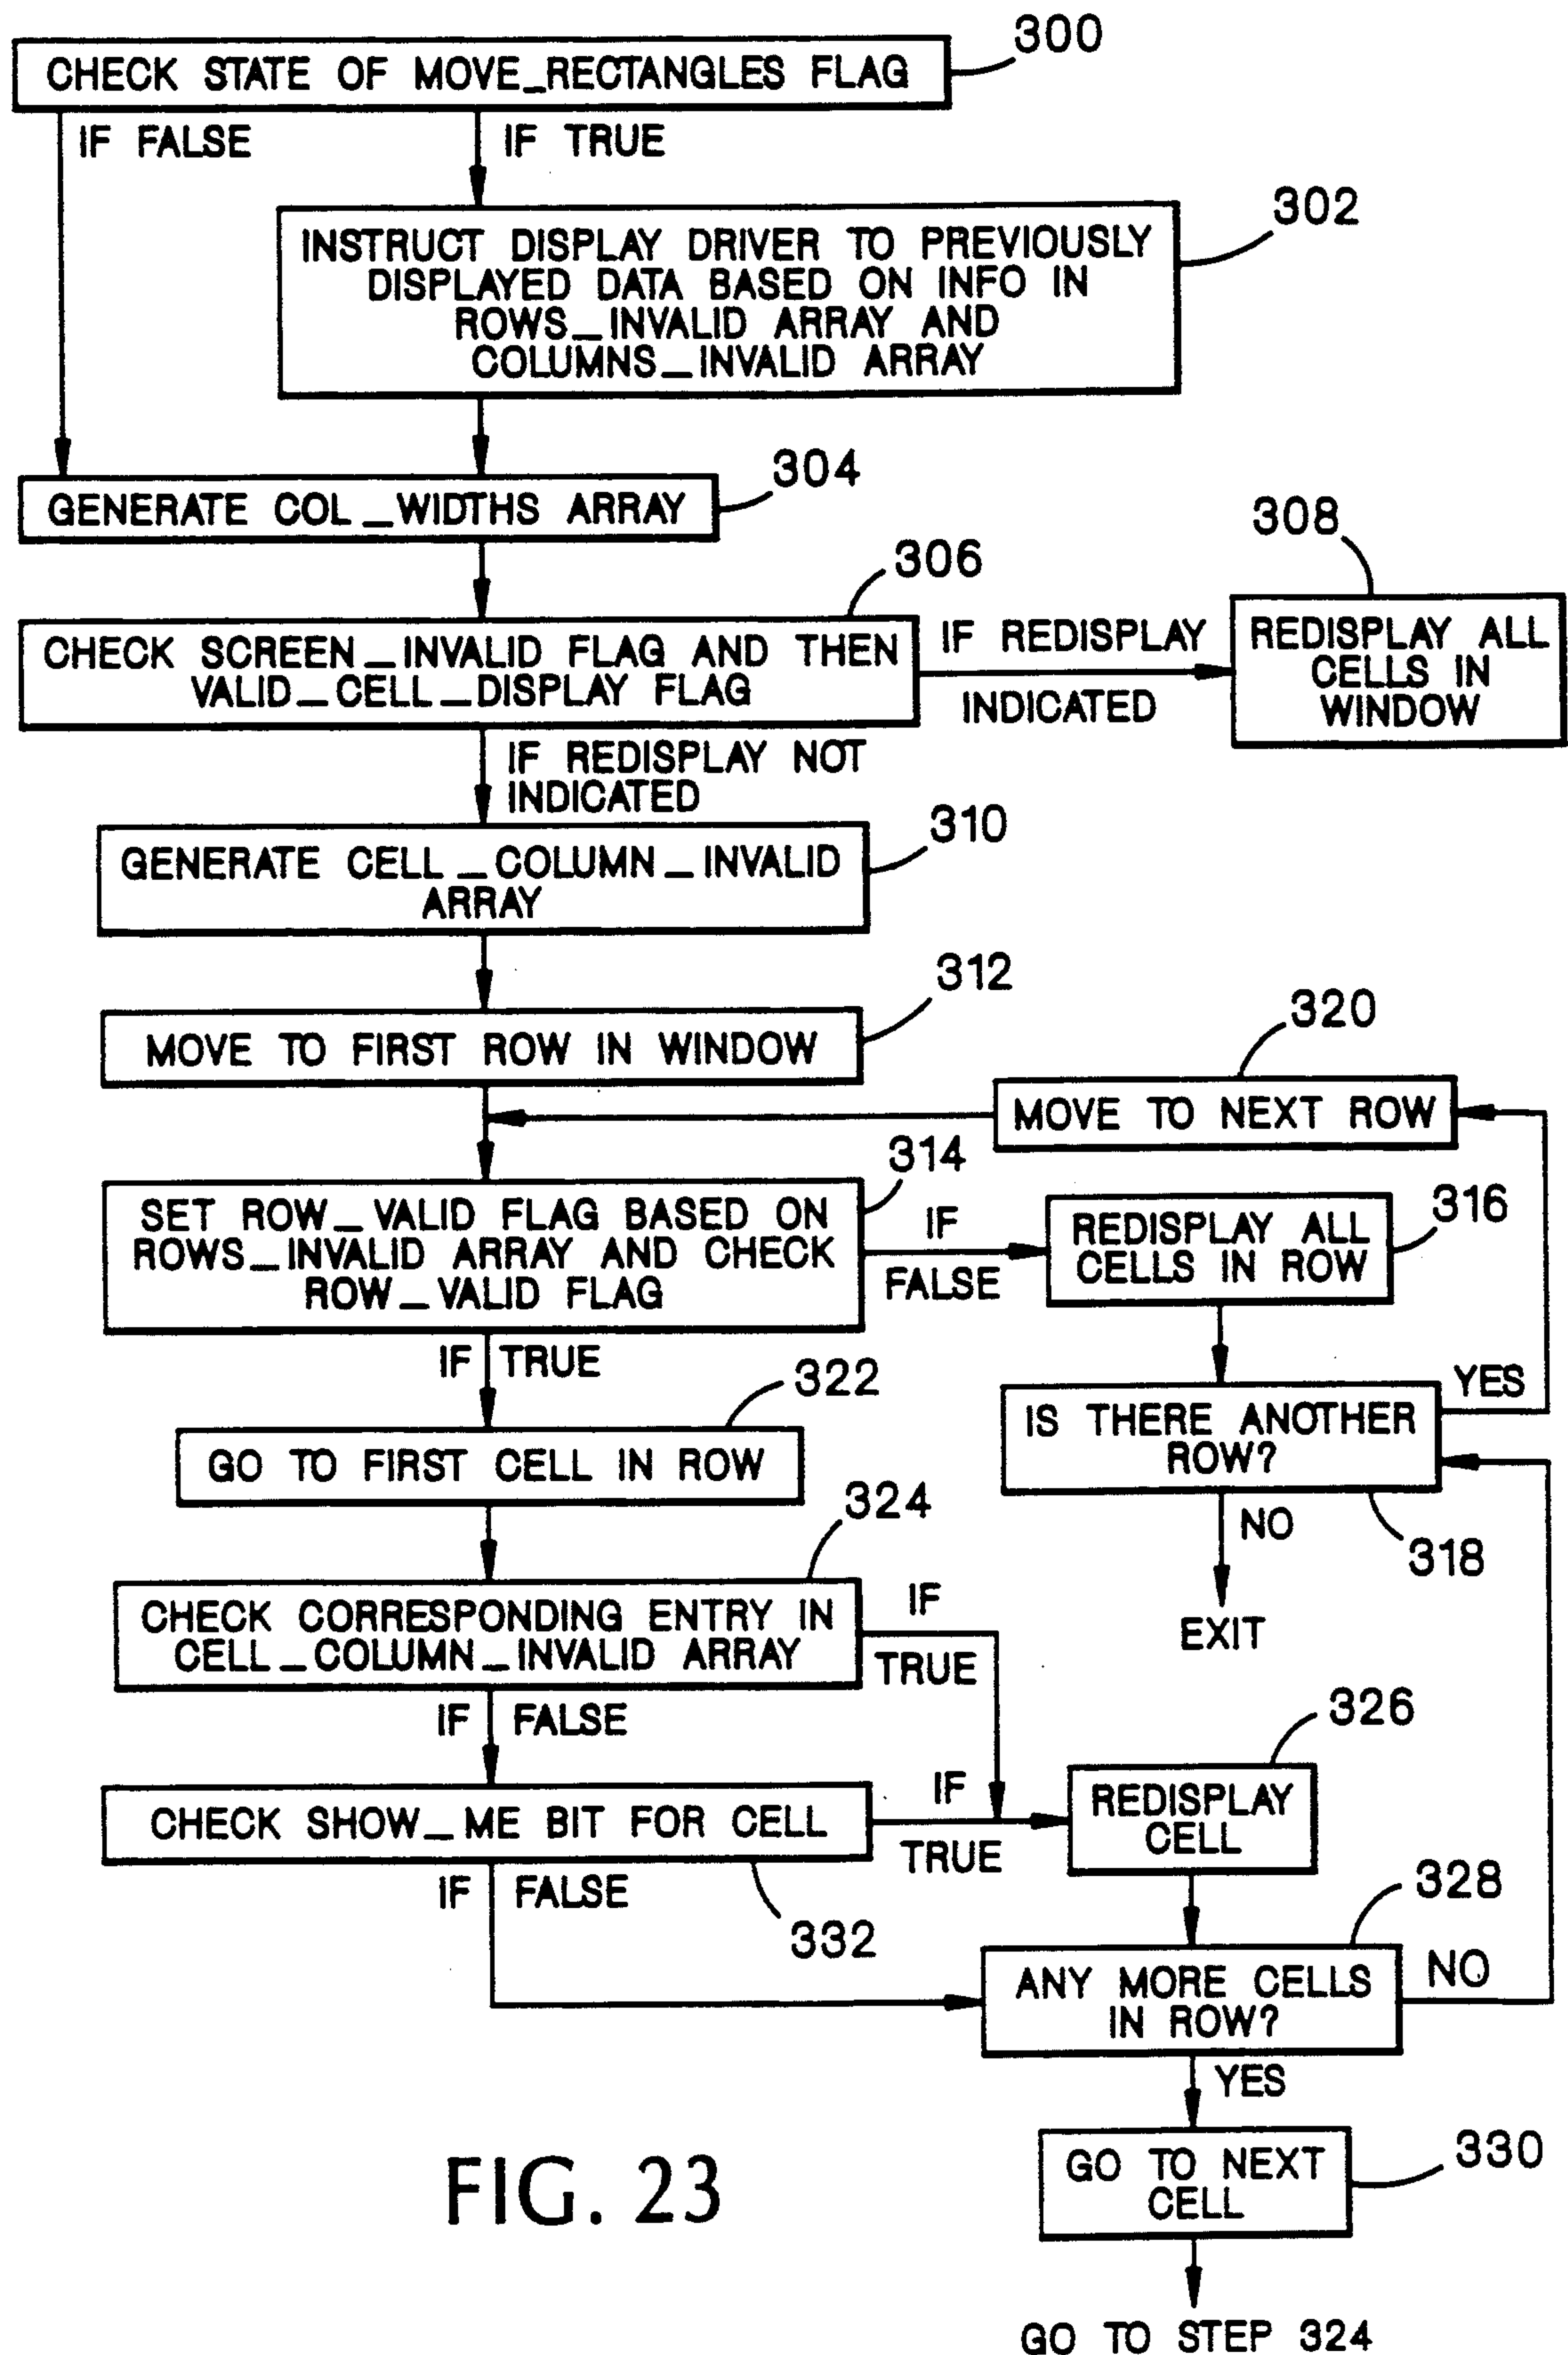 300
CHECK STATE OF MOVE_RECTANGLES FLAG
IF FALSE
IF TRUE
302
INSTRUCT DISPLAY DRIVER TO PREVIOUSLY
DISPLAYED DATA BASED ON INFO IN
ROWS_INVALID ARRAY AND
COLUMNS_INVALID ARRAY
304
GENERATE COL_WIDTHS ARRAY
306
CHECK SCREEN_INVALID FLAG AND THEN
VALID_CELL_DISPLAY FLAG
IF REDISPLAY
INDICATED
308
REDISPLAY ALL
CELLS IN
WINDOW
IF REDISPLAY NOT
INDICATED
310
GENERATE CELL_COLUMN_INVALID
ARRAY
312
MOVE TO FIRST ROW IN WINDOW
320
MOVE TO NEXT ROW
314
SET ROW_VALID FLAG BASED ON
ROWS_INVALID ARRAY AND CHECK
ROW_VALID FLAG
IF
FALSE
316
REDISPLAY ALL
CELLS IN ROW
IF TRUE
322
GO TO FIRST CELL IN ROW
YES
IS THERE ANOTHER
ROW?
318
NO
EXIT
324
CHECK CORRESPONDING ENTRY IN
CELL_COLUMN_INVALID ARRAY
IF
TRUE
IF FALSE
326
CHECK SHOW_ME BIT FOR CELL
IF
TRUE
REDISPLAY
CELL
IF FALSE
332
328
ANY MORE CELLS
IN ROW?
NO
YES
330
GO TO NEXT
CELL
GO TO STEP 324
FIG. 23